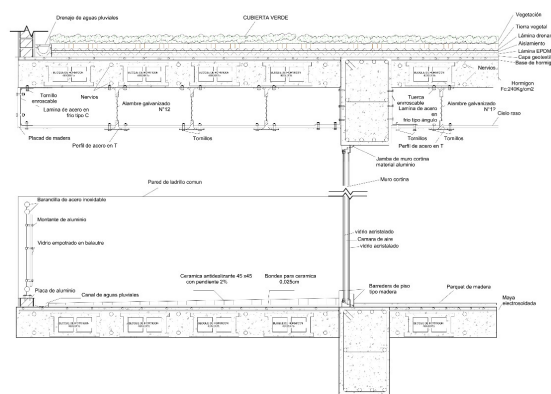 Drenaje de aguas pluviales
CUBIERTA VERDE
Vegetación
Tierra vegetal
Lámina drenan
Aislamiento
Lámina EPDM
Capa geotextil
Base de hormig
Nervios
Hormigon
Fc:240Kg/cm2
Tornillo
enroscable
Nervios
Lamina de acero en
frio tipo C
Alambre galvanizado
N°12
Tuerca
enroscable
Lamina de acero
en
frio tipo angulo
Alambre galvanizado
N°12
Cielo raso
Placad de madera
Perfil de acero en T
Tornillos
Tornillos
Perfil de acero en T
Tornillos
Jamba de muro cortina
material aluminio
Muro cortina
Pared de ladrillo comun
Barandilla de acero inoxidable
Montante de aluminio
Vidrio empotrado en balautre
vidrio acristalado
Camara de aire
vidrio acristalado
Placa de aluminio
Canal de aguas pluviales
Ceramica antideslizante 45 x45
con pendiente 2%
Bordes para ceramica
0,025cm
Barredera de piso
tipo madera
Parquet de madera
Maya
electrosoldada